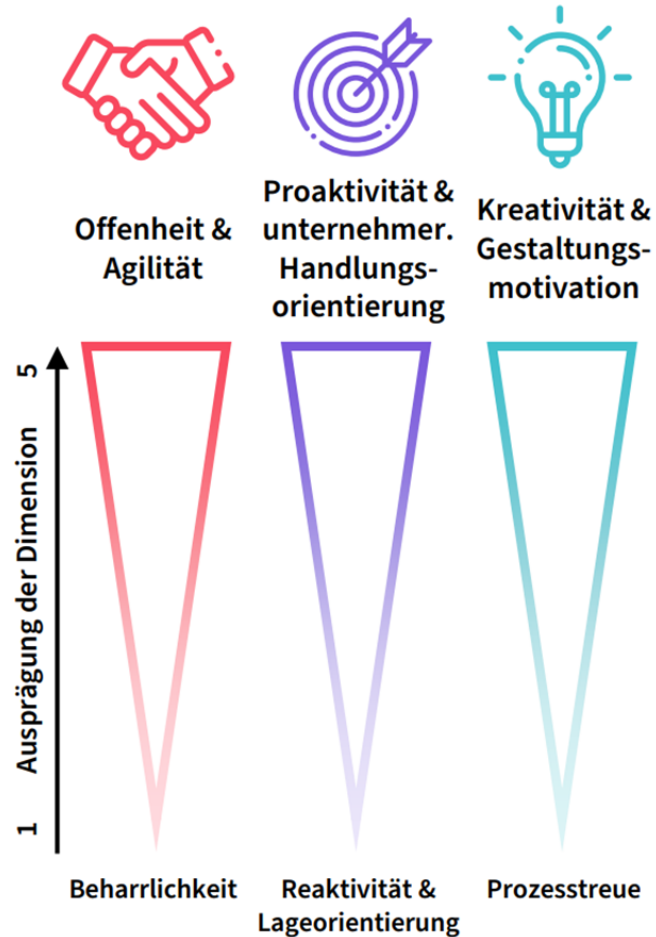 Offenheit &
Agilität
Proaktivität &
unternehmer.
Handlungs-
orientierung
Kreativität &
Gestaltungs-
motivation
5
Ausprägung der Dimension
1
Beharrlichkeit
Reaktivität &
Lageorientierung
Prozesstreue